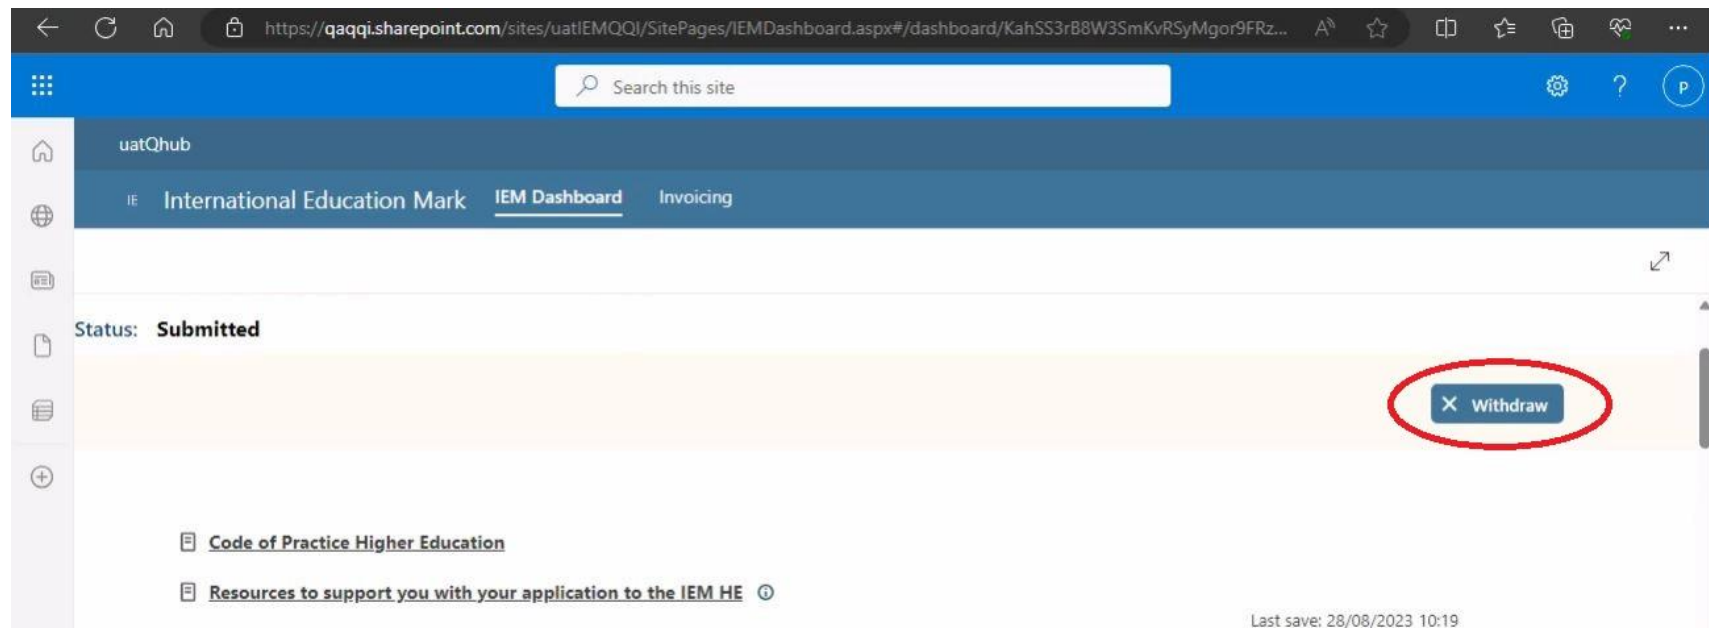 https://qaqqi.sharepoint.com/sites/uatIEMQQI/SitePages/IEMDashboard.aspx#/dashboard/KahSS3rB8W3SmKvRSyMgor9FRz...
Search this site
P
uatQhub
IE International Education Mark IEM Dashboard Invoicing
Status: Submitted
Withdraw
Code of Practice Higher Education
Resources to support you with your application to the IEM HE
Last save: 28/08/2023 10:19